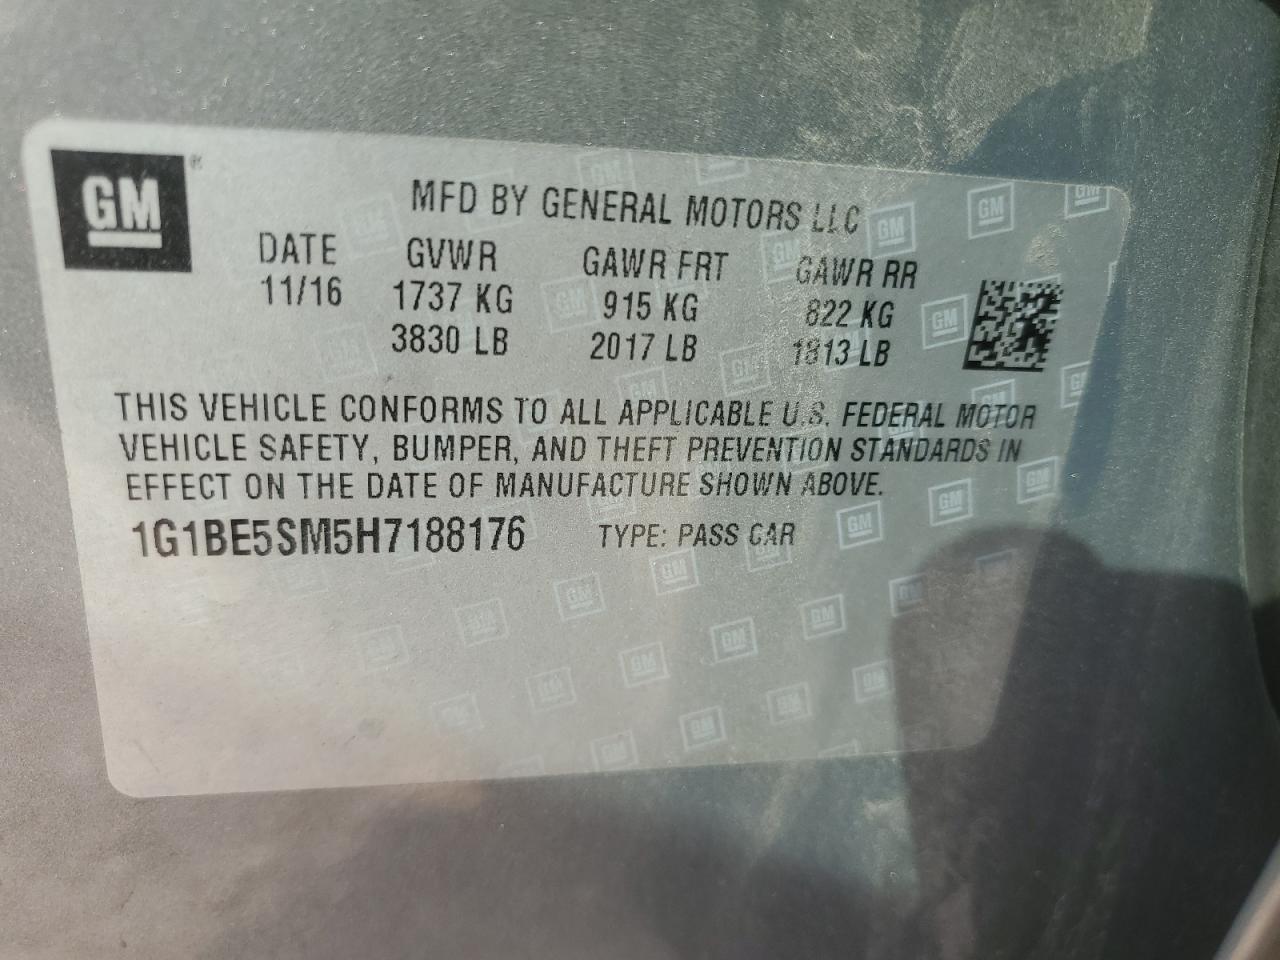 GM ®
MFD BY GENERAL MOTORS LLC
DATE GVWR GAWR FRT GAWR RR
11/16 1737 KG 915 KG 822 KG
3830 LB 2017 LB 1813 LB
THIS VEHICLE CONFORMS TO ALL APPLICABLE U.S. FEDERAL MOTOR
VEHICLE SAFETY, BUMPER, AND THEFT PREVENTION STANDARDS IN
EFFECT ON THE DATE OF MANUFACTURE SHOWN ABOVE.
1G1BE5SM5H7188176 TYPE: PASS CAR